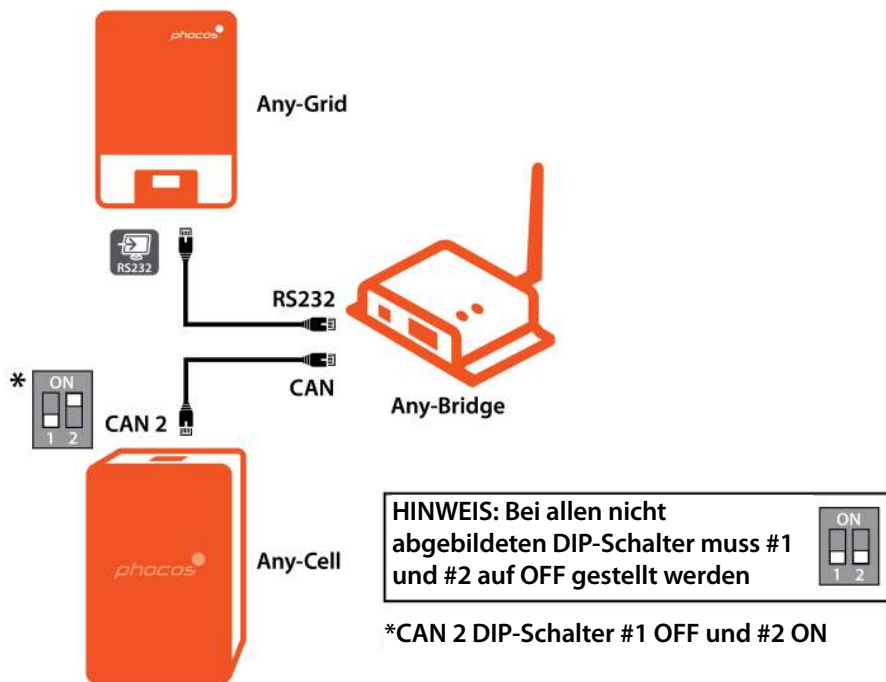 phocos
Any-Grid
RS232
RS232
CAN
Any-Bridge
*
ON
1 2
CAN 2
phocos
Any-Cell
HINWEIS: Bei allen nicht
abgebildeten DIP-Schalter muss #1
und #2 auf OFF gestellt werden
ON
1 2
*CAN 2 DIP-Schalter #1 OFF und #2 ON